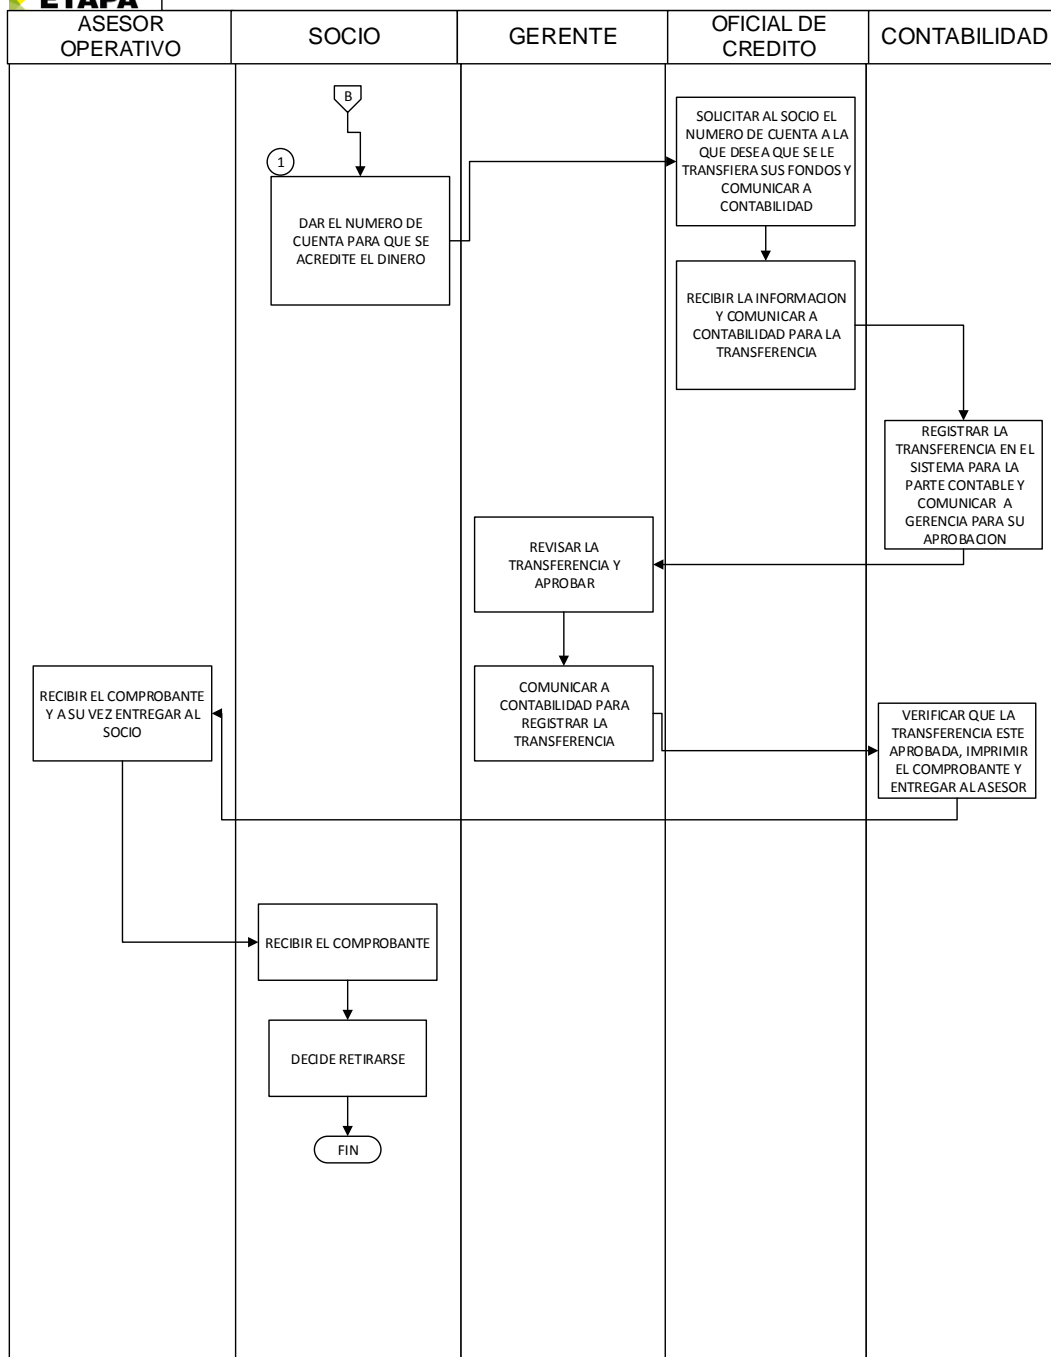 ETAPA
ASESOR
OPERATIVO
SOCIO
GERENTE
OFICIAL DE
CREDITO
CONTABILIDAD
B
SOLICITAR AL SOCIO EL
NUMERO DE CUENTA A LA
QUE DESEA QUE SE LE
TRANSFIERA SUS FONDOS Y
COMUNICAR A
CONTABILIDAD
1
DAR EL NUMERO DE
CUENTA PARA QUE SE
ACREDITE EL DINERO
RECIBIR LA INFORMACION
Y COMUNICAR A
CONTABILIDAD PARA LA
TRANSFERENCIA
REGISTRAR LA
TRANSFERENCIA EN EL
SISTEMA PARA LA
PARTE CONTABLE Y
COMUNICAR A
GERENCIA PARA SU
APROBACION
REVISAR LA
TRANSFERENCIA Y
APROBAR
COMUNICAR A
CONTABILIDAD PARA
REGISTRAR LA
TRANSFERENCIA
VERIFICAR QUE LA
TRANSFERENCIA ESTE
APROBADA, IMPRIMIR
EL COMPROBANTE Y
ENTREGAR AL ASESOR
RECIBIR EL COMPROBANTE
Y A SU VEZ ENTREGAR AL
SOCIO
RECIBIR EL COMPROBANTE
DECIDE RETIRARSE
FIN